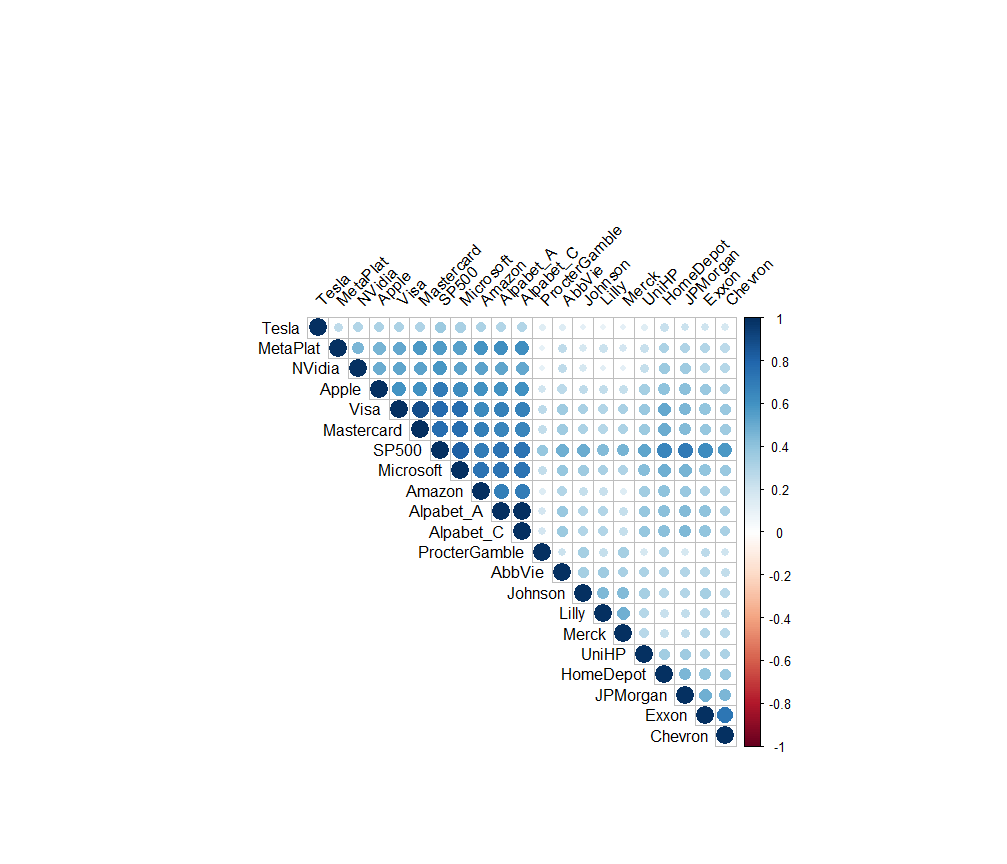 Tesla
MetaPlat
NVidia
Apple
Visa
Mastercard
SP500
Microsoft
Amazon
Alpabet_A
Alpabet_C
ProcterGamble
AbbVie
Johnson
Lilly
Merck
UniHP
HomeDepot
JPMorgan
Exxon
Chevron
Tesla
MetaPlat
NVidia
Apple
Visa
Mastercard
SP500
Microsoft
Amazon
Alpabet_A
Alpabet_C
ProcterGamble
AbbVie
Johnson
Lilly
Merck
UniHP
HomeDepot
JPMorgan
Exxon
Chevron
1
0.8
0.6
0.4
0.2
0
-0.2
-0.4
-0.6
-0.8
-1